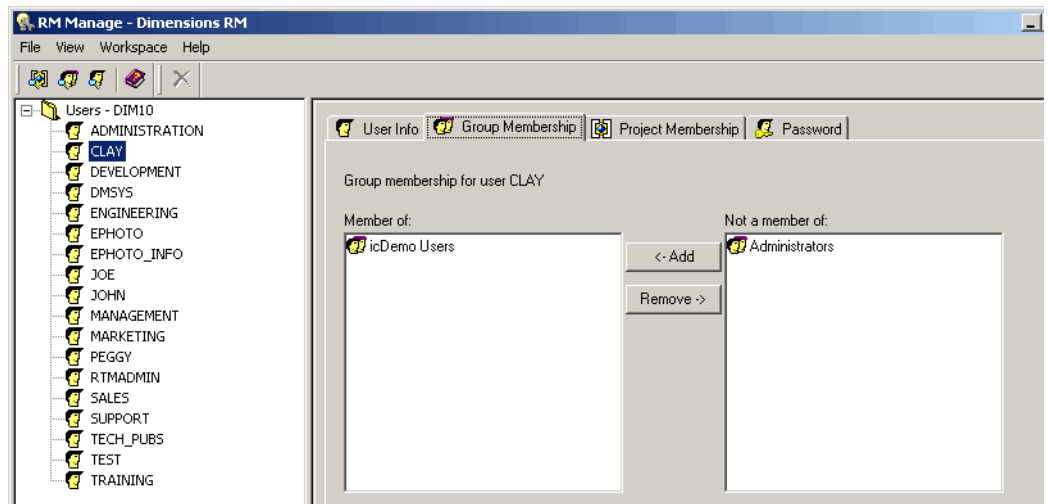 RM Manage - Dimensions RM
File View Workspace Help
Users - DIM10
ADMINISTRATION
CLAY
DEVELOPMENT
DMSYS
ENGINEERING
EPHOTO
EPHOTO_INFO
JOE
JOHN
MANAGEMENT
MARKETING
PEGGY
RTMADMIN
SALES
SUPPORT
TECH_PUBS
TEST
TRAINING
User Info Group Membership Project Membership Password
Group membership for user CLAY
Member of: Not a member of:
icDemo Users <- Add Administrators
Remove ->